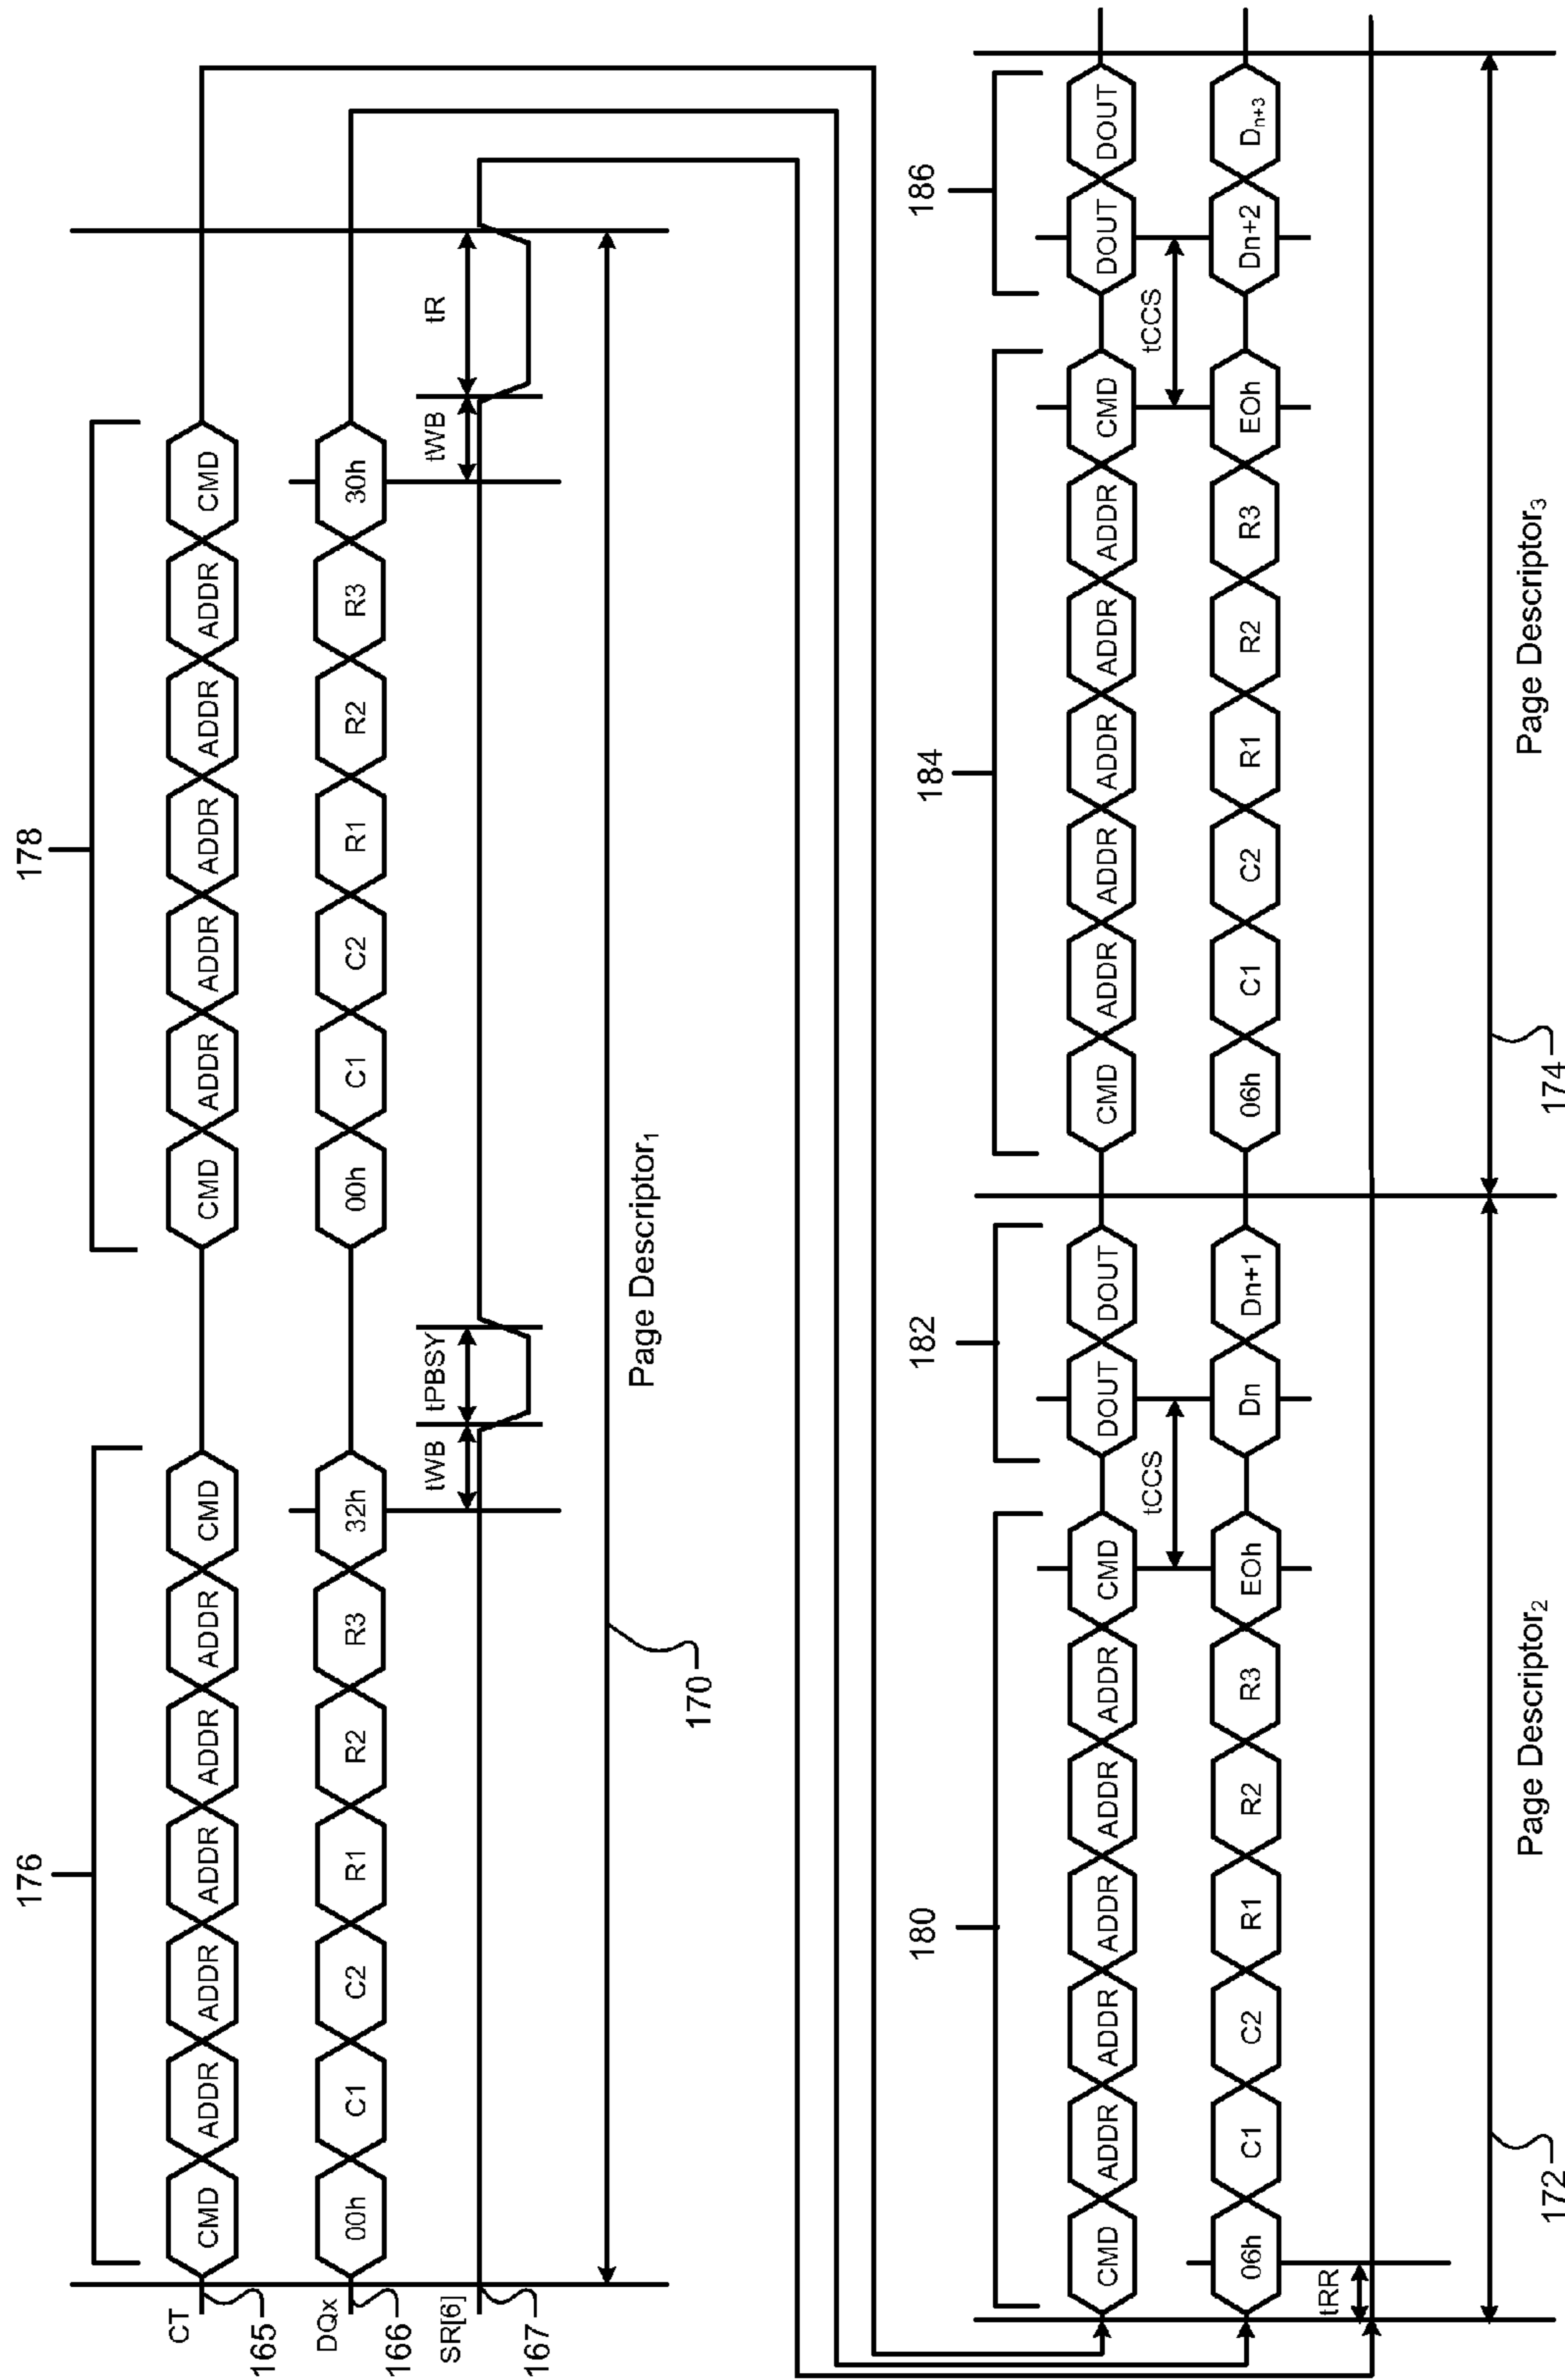 176
178
CT
CMD
ADDR
ADDR
ADDR
ADDR
ADDR
CMD
CMD
ADDR
ADDR
ADDR
ADDR
ADDR
CMD
165
DQx
00h
C1
C2
R1
R2
R3
32h
00h
C1
C2
R1
R2
R3
30h
166
SR[6]
tWB
tPBSY
tWB
tR
167
Page Descriptor1
170
180
182
184
186
CMD
ADDR
ADDR
ADDR
ADDR
ADDR
CMD
DOUT
DOUT
CMD
ADDR
ADDR
ADDR
ADDR
ADDR
CMD
DOUT
DOUT
tCCS
tCCS
06h
C1
C2
R1
R2
R3
EOh
Dn
Dn+1
06h
C1
C2
R1
R2
R3
EOh
Dn+2
Dn+3
tRR
Page Descriptor2
Page Descriptor3
172
174